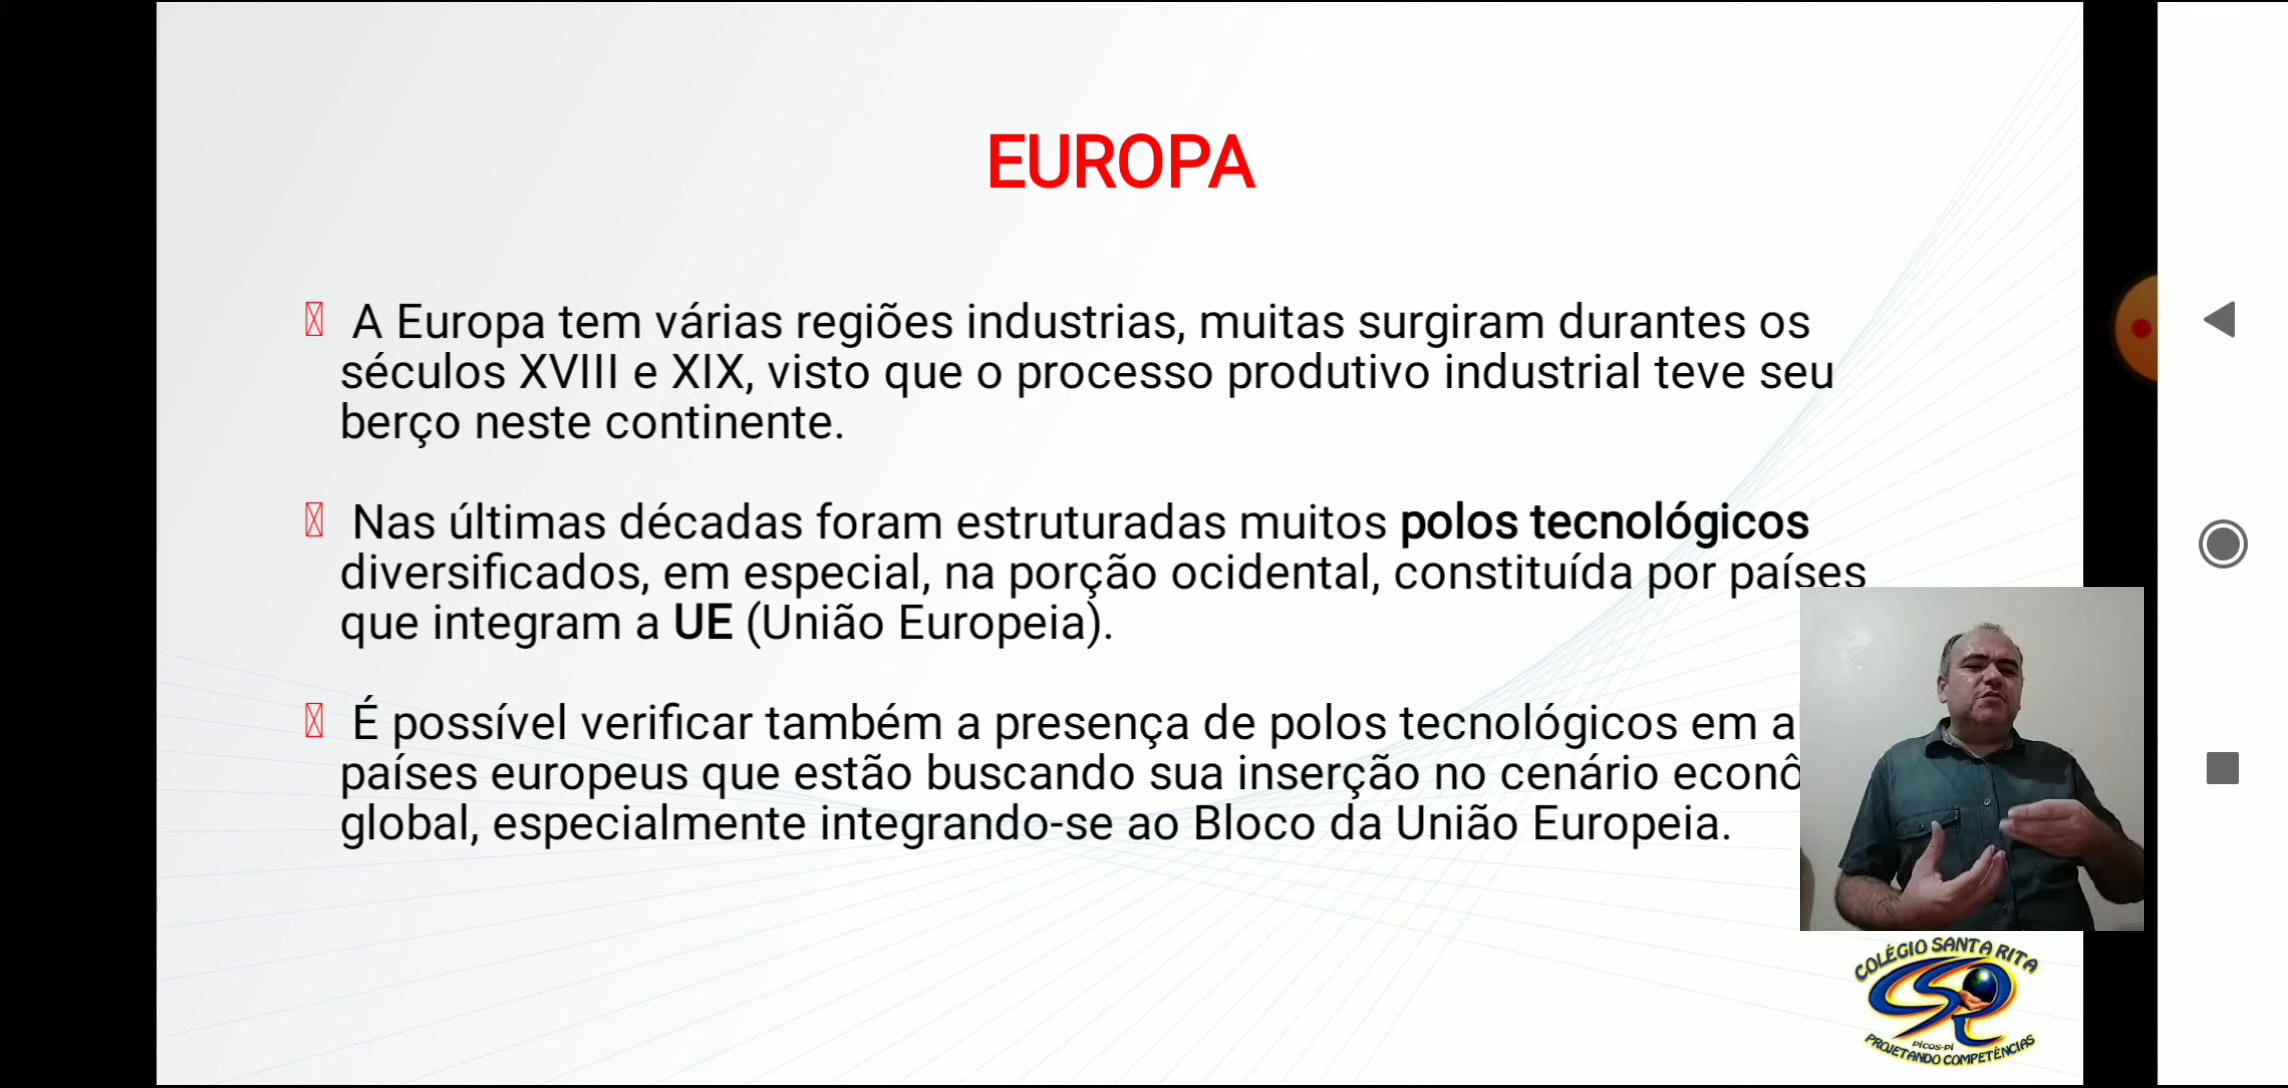 EUROPA
A Europa tem várias regiões industrias, muitas surgiram durantes os
séculos XVIII e XIX, visto que o processo produtivo industrial teve seu
berço neste continente.
Nas últimas décadas foram estruturadas muitos polos tecnológicos
diversificados, em especial, na porção ocidental, constituída por países
que integram a UE (União Europeia).
É possível verificar também a presença de polos tecnológicos em
países europeus que estão buscando sua inserção no cenário
global, especialmente integrando-se ao Bloco da União Europeia.
COLÉGIO SANTA RITA
PICOS-PI
PROJETANDO COMPETÊNCIAS